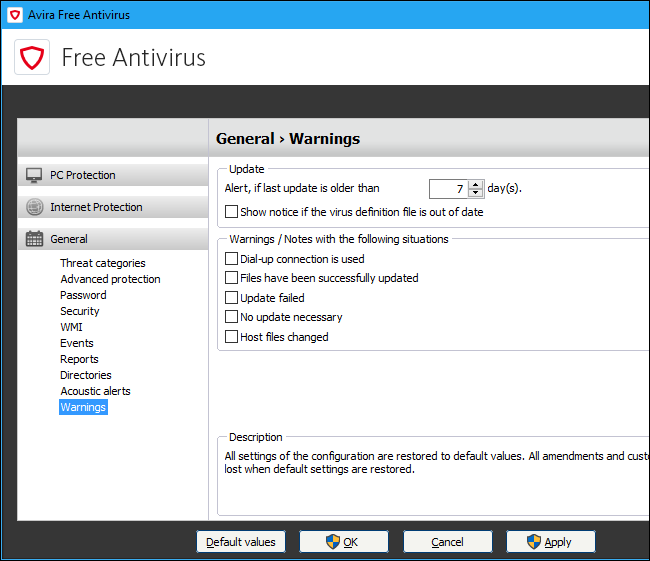 Avira Free Antivirus
Free Antivirus
PC Protection
Internet Protection
General
Threat categories
Advanced protection
Password
Security
WMI
Events
Reports
Directories
Acoustic alerts
Warnings
General › Warnings
Update
Alert, if last update is older than 7 day(s).
Show notice if the virus definition file is out of date
Warnings / Notes with the following situations
Dial-up connection is used
Files have been successfully updated
Update failed
No update necessary
Host files changed
Description
All settings of the configuration are restored to default values. All amendments and custo
lost when default settings are restored.
Default values OK Cancel Apply